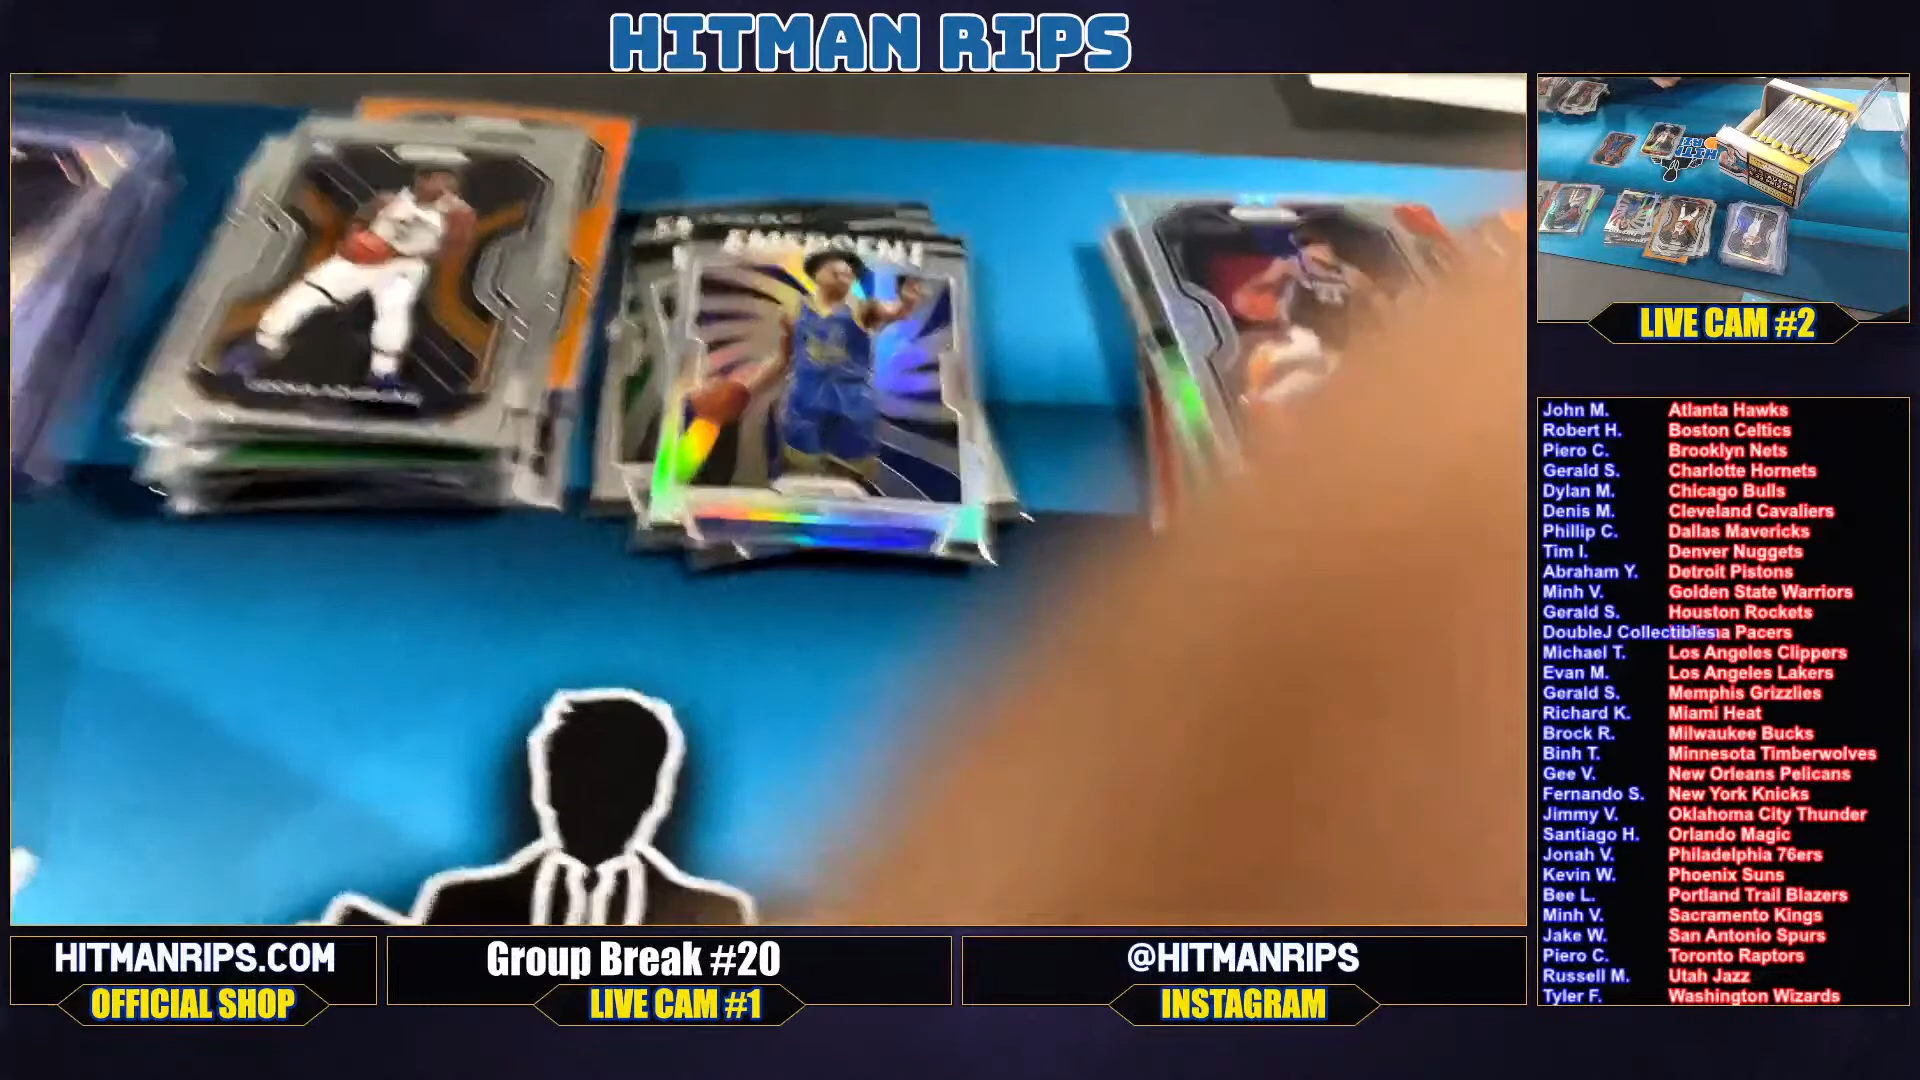 HITMAN RIPS
EMERGENT
LIVE CAM #2
John M. Atlanta Hawks
Robert H. Boston Celtics
Piero C. Brooklyn Nets
Gerald S. Charlotte Hornets
Dylan M. Chicago Bulls
Denis M. Cleveland Cavaliers
Phillip C. Dallas Mavericks
Tim I. Denver Nuggets
Abraham Y. Detroit Pistons
Minh V. Golden State Warriors
Gerald S. Houston Rockets
DoubleJ Collectibles Pacers
Michael T. Los Angeles Clippers
Evan M. Los Angeles Lakers
Gerald S. Memphis Grizzlies
Richard K. Miami Heat
Brock R. Milwaukee Bucks
Binh T. Minnesota Timberwolves
Gee V. New Orleans Pelicans
Fernando S. New York Knicks
Jimmy V. Oklahoma City Thunder
Santiago H. Orlando Magic
Jonah V. Philadelphia 76ers
Kevin W. Phoenix Suns
Bee L. Portland Trail Blazers
Minh V. Sacramento Kings
Jake W. San Antonio Spurs
Piero C. Toronto Raptors
Russell M. Utah Jazz
Tyler F. Washington Wizards
HITMANRIPS.COM
OFFICIAL SHOP
Group Break #20
LIVE CAM #1
@HITMANRIPS
INSTAGRAM